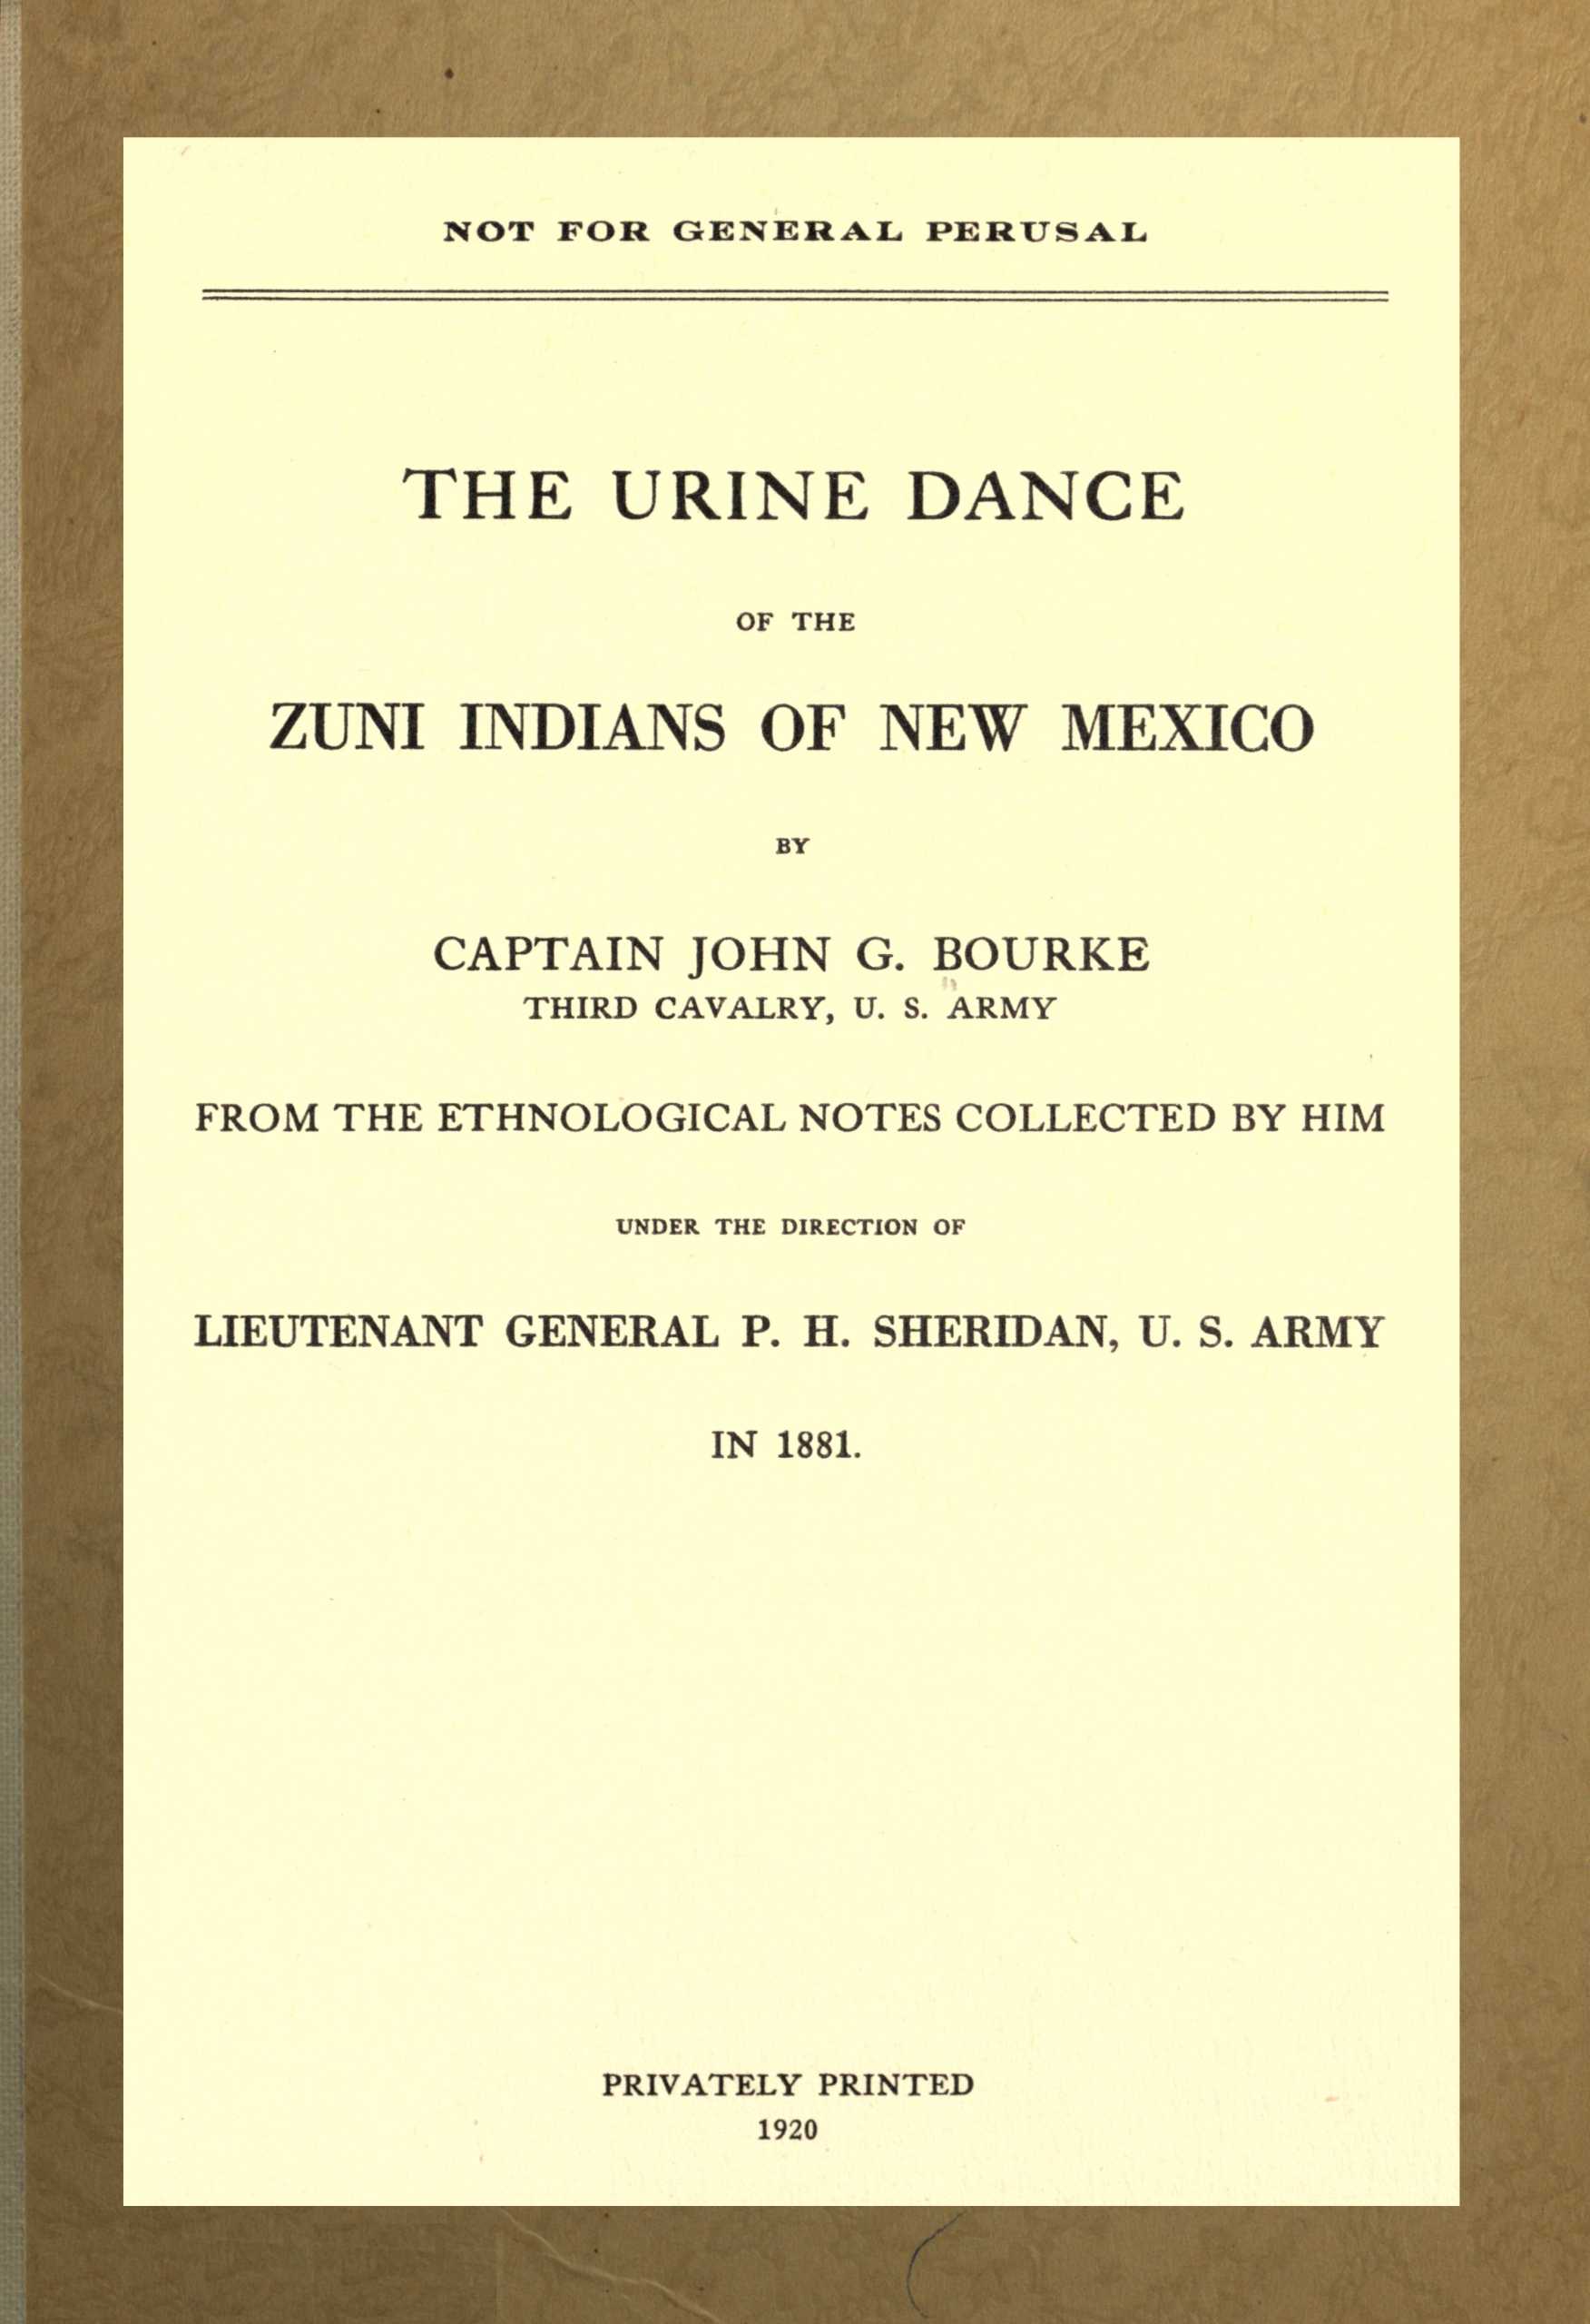 NOT FOR GENERAL PERUSAL
THE URINE DANCE
OF THE
ZUNI INDIANS OF NEW MEXICO
BY
CAPTAIN JOHN G. BOURKE
THIRD CAVALRY, U. S. ARMY
FROM THE ETHNOLOGICAL NOTES COLLECTED BY HIM
UNDER THE DIRECTION OF
LIEUTENANT GENERAL P. H. SHERIDAN, U. S. ARMY
IN 1881.
PRIVATELY PRINTED
1920